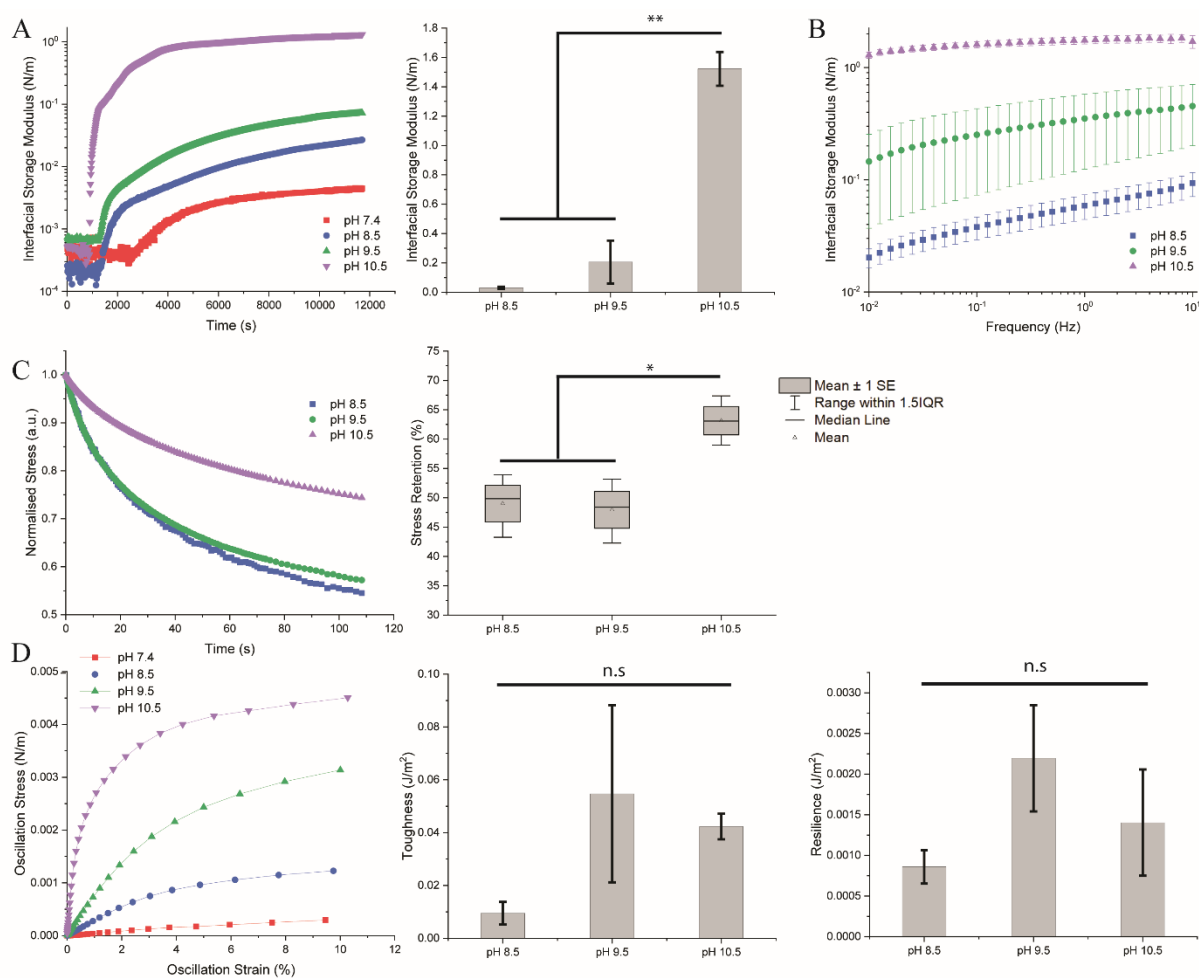 A
Interfacial Storage Modulus (N/m)
10⁰
10⁻¹
10⁻²
10⁻³
10⁻⁴
0 2000 4000 6000 8000 10000 12000
Time (s)
pH 7.4
pH 8.5
pH 9.5
pH 10.5
Interfacial Storage Modulus (N/m)
1.8
1.6
1.4
1.2
1.0
0.8
0.6
0.4
0.2
0.0
**
pH 8.5 pH 9.5 pH 10.5
B
Interfacial Storage Modulus (N/m)
10⁰
10⁻¹
10⁻²
10⁻² 10⁻¹ 10⁰ 10¹
Frequency (Hz)
pH 8.5
pH 9.5
pH 10.5
C
Normalised Stress (a.u.)
1.0
0.9
0.8
0.7
0.6
0.5
0 20 40 60 80 100 120
Time (s)
pH 8.5
pH 9.5
pH 10.5
Stress Retention (%)
75
70
65
60
55
50
45
40
35
30
*
pH 8.5 pH 9.5 pH 10.5
Mean ± 1 SE
Range within 1.5IQR
Median Line
Mean
D
Oscillation Stress (N/m)
0.005
0.004
0.003
0.002
0.001
0.000
0 2 4 6 8 10 12
Oscillation Strain (%)
pH 7.4
pH 8.5
pH 9.5
pH 10.5
Toughness (J/m²)
0.10
0.08
0.06
0.04
0.02
0.00
n.s
pH 8.5 pH 9.5 pH 10.5
Resilience (J/m²)
0.0030
0.0025
0.0020
0.0015
0.0010
0.0005
0.0000
n.s
pH 8.5 pH 9.5 pH 10.5